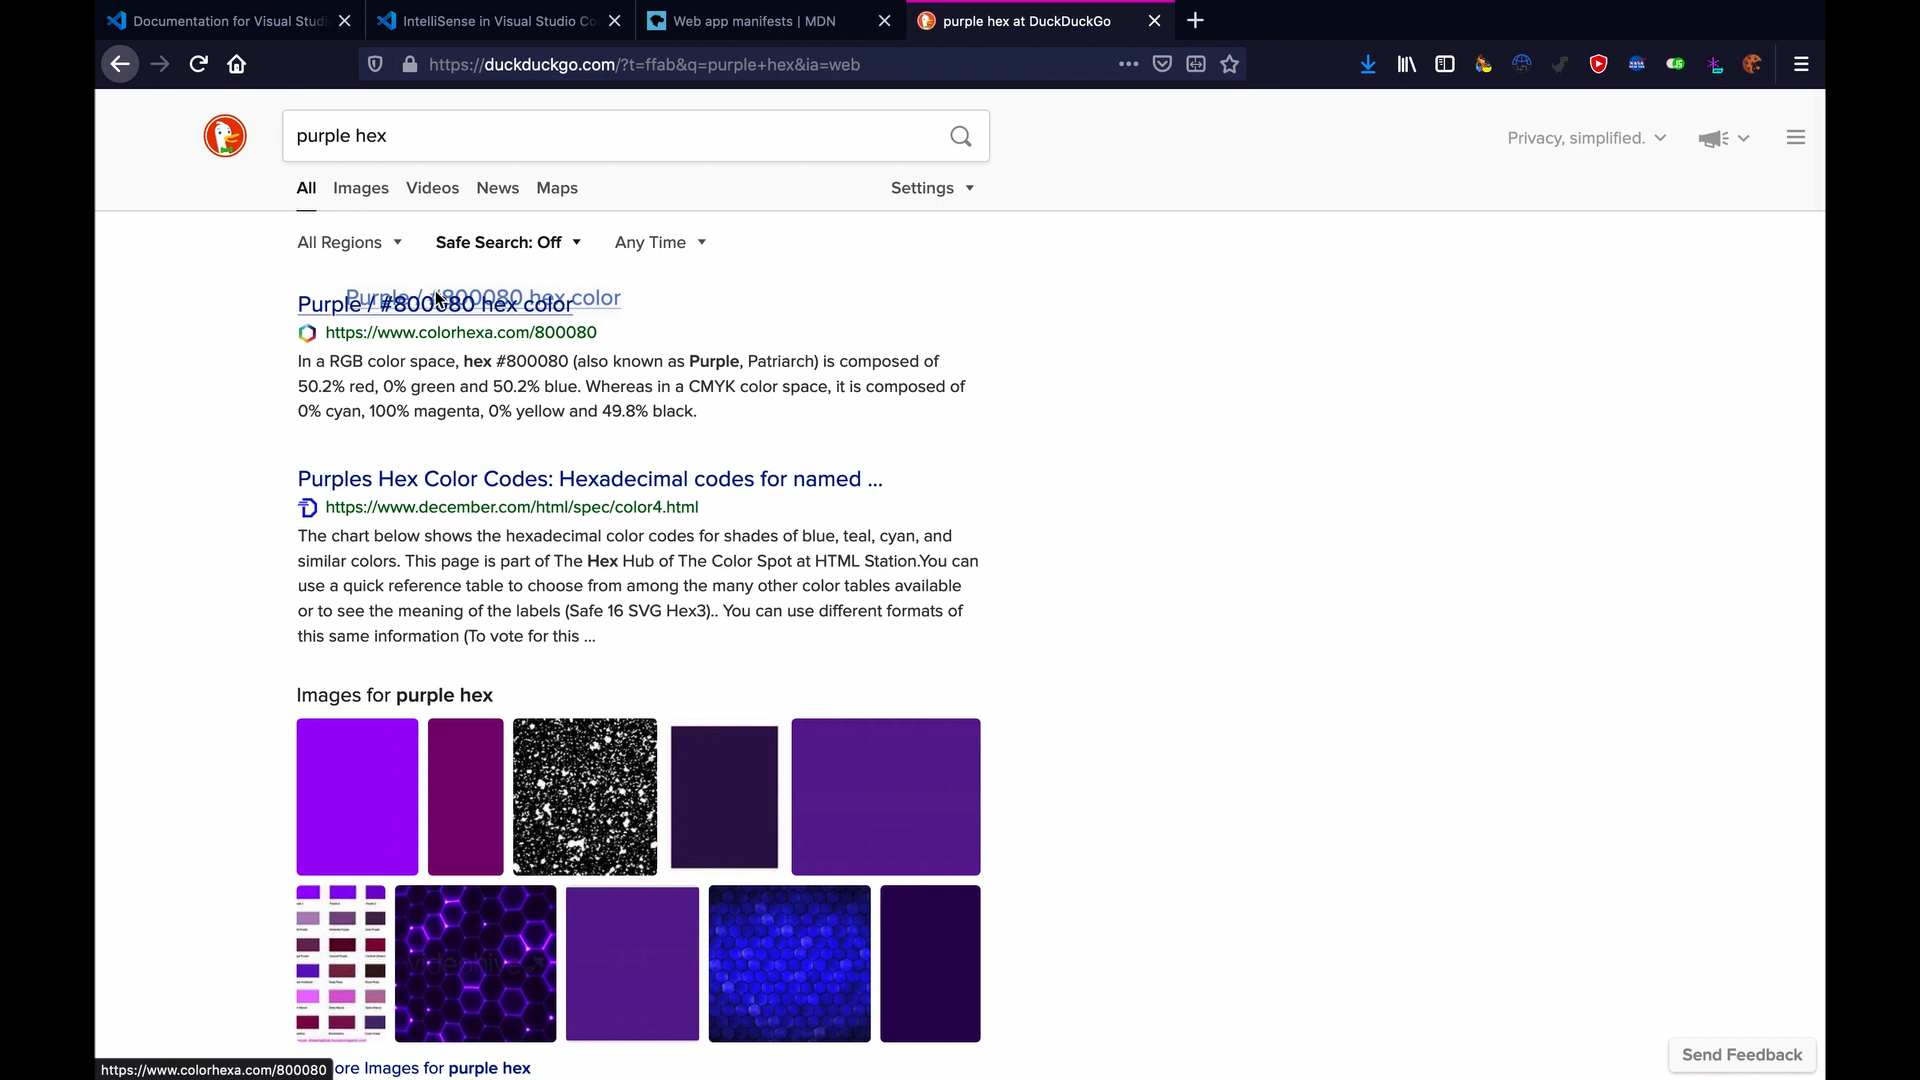 Documentation for Visual Studi
IntelliSense in Visual Studio Co
Web app manifests | MDN
purple hex at DuckDuckGo
https://duckduckgo.com/?t=ffab&q=purple+hex&ia=web
purple hex
Privacy, simplified.
All Images Videos News Maps Settings
All Regions Safe Search: Off Any Time
Purple / #800080 hex color
Purple / #800080 hex color
https://www.colorhexa.com/800080
In a RGB color space, hex #800080 (also known as Purple, Patriarch) is composed of
50.2% red, 0% green and 50.2% blue. Whereas in a CMYK color space, it is composed of
0% cyan, 100% magenta, 0% yellow and 49.8% black.
Purples Hex Color Codes: Hexadecimal codes for named ...
https://www.december.com/html/spec/color4.html
The chart below shows the hexadecimal color codes for shades of blue, teal, cyan, and
similar colors. This page is part of The Hex Hub of The Color Spot at HTML Station.You can
use a quick reference table to choose from among the many other color tables available
or to see the meaning of the labels (Safe 16 SVG Hex3).. You can use different formats of
this same information (To vote for this ...
Images for purple hex
videohive
ore Images for purple hex
https://www.colorhexa.com/800080
Send Feedback